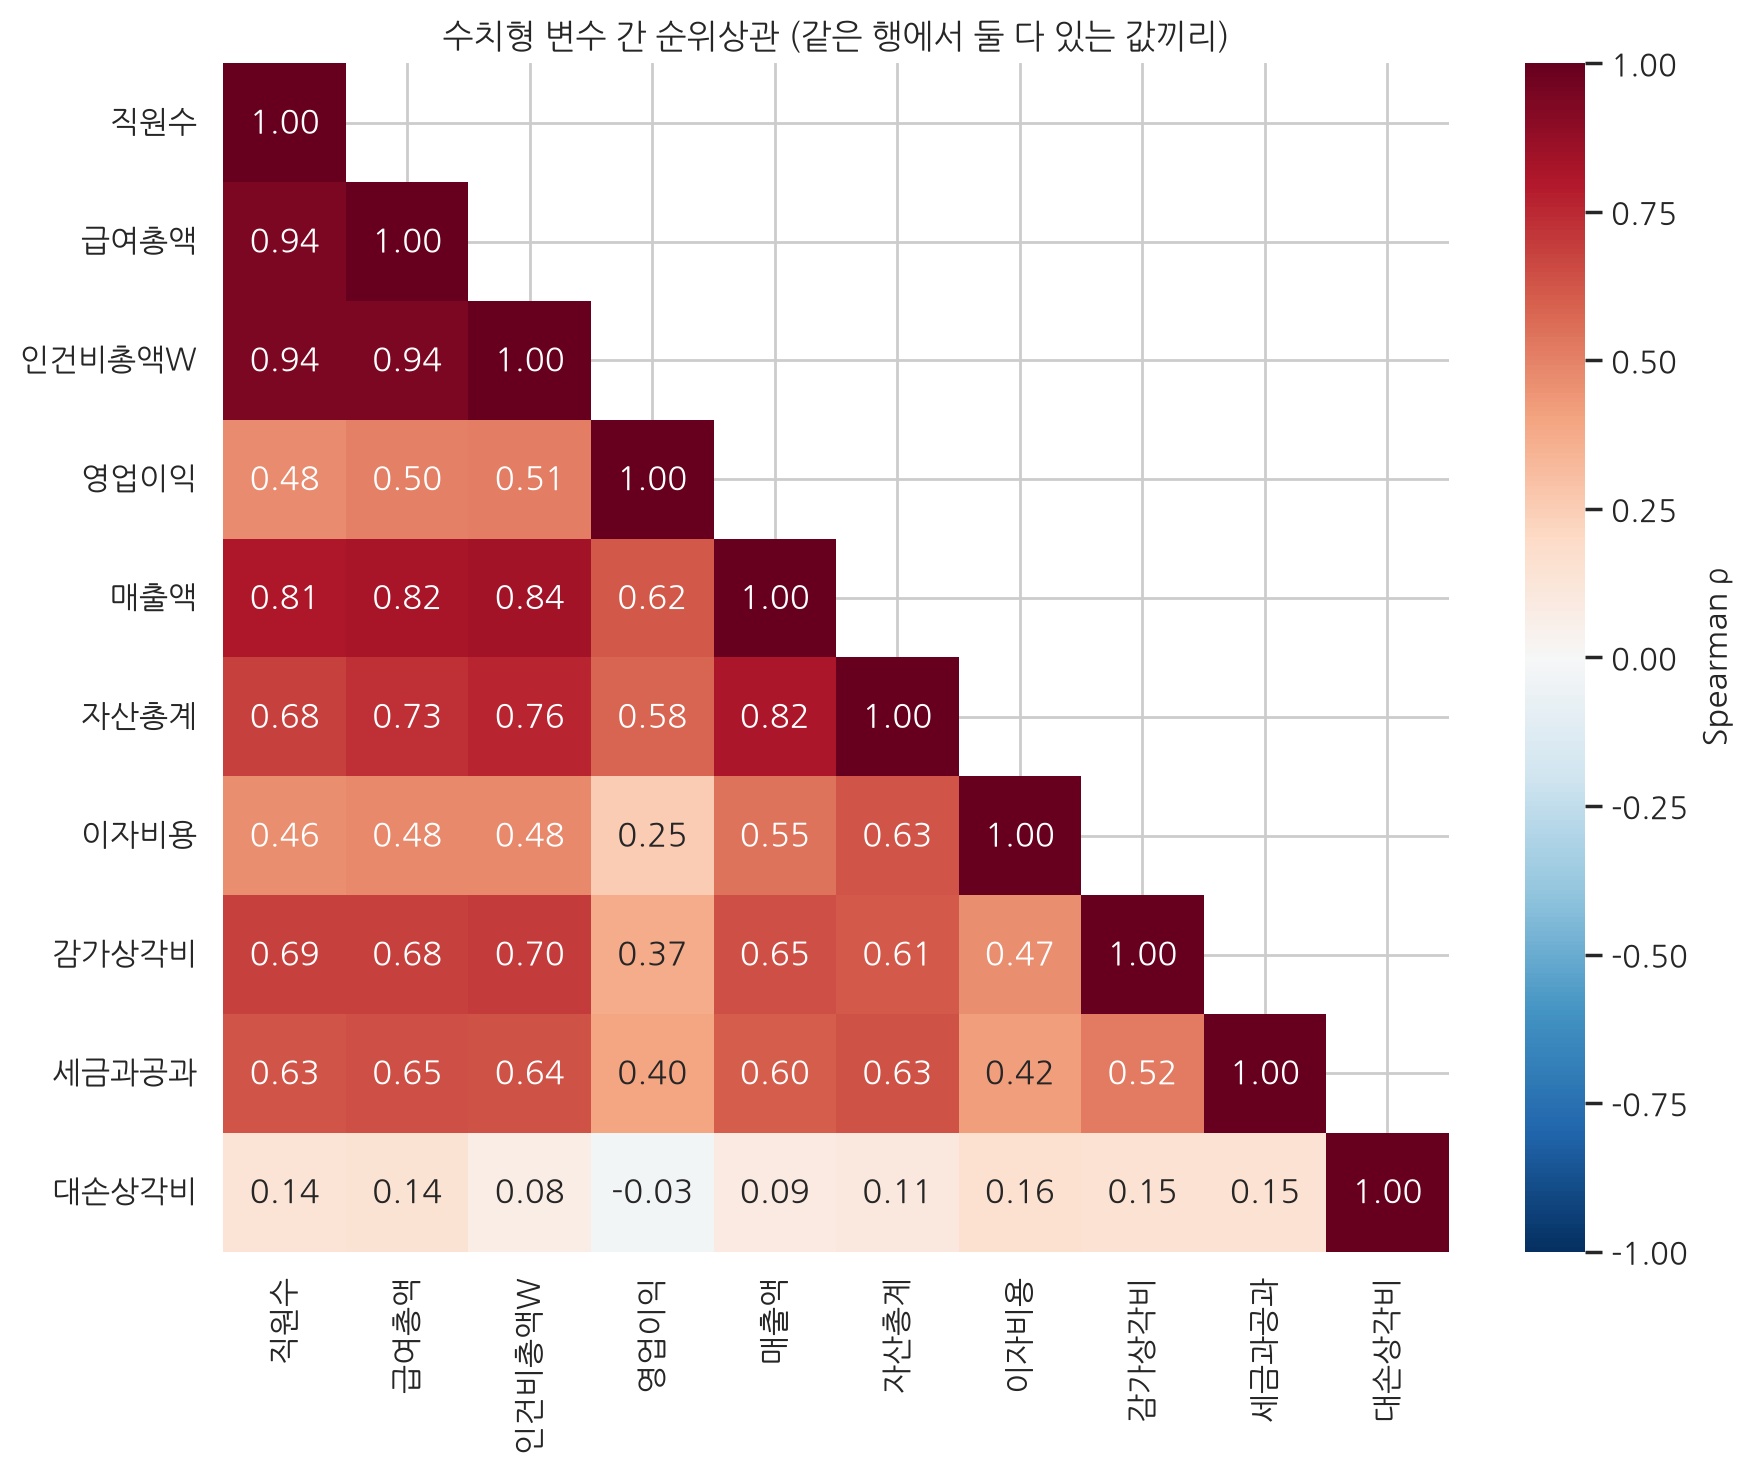 수치형 변수 간 순위상관 (같은 행에서 둘 다 있는 값끼리)
직원수 1.00
급여총액 0.94 1.00
인건비총액W 0.94 0.94 1.00
영업이익 0.48 0.50 0.51 1.00
매출액 0.81 0.82 0.84 0.62 1.00
자산총계 0.68 0.73 0.76 0.58 0.82 1.00
이자비용 0.46 0.48 0.48 0.25 0.55 0.63 1.00
감가상각비 0.69 0.68 0.70 0.37 0.65 0.61 0.47 1.00
세금과공과 0.63 0.65 0.64 0.40 0.60 0.63 0.42 0.52 1.00
대손상각비 0.14 0.14 0.08 -0.03 0.09 0.11 0.16 0.15 0.15 1.00
직원수 급여총액 인건비총액W 영업이익 매출액 자산총계 이자비용 감가상각비 세금과공과 대손상각비
1.00
0.75
0.50
0.25
0.00
-0.25
-0.50
-0.75
-1.00
Spearman ρ